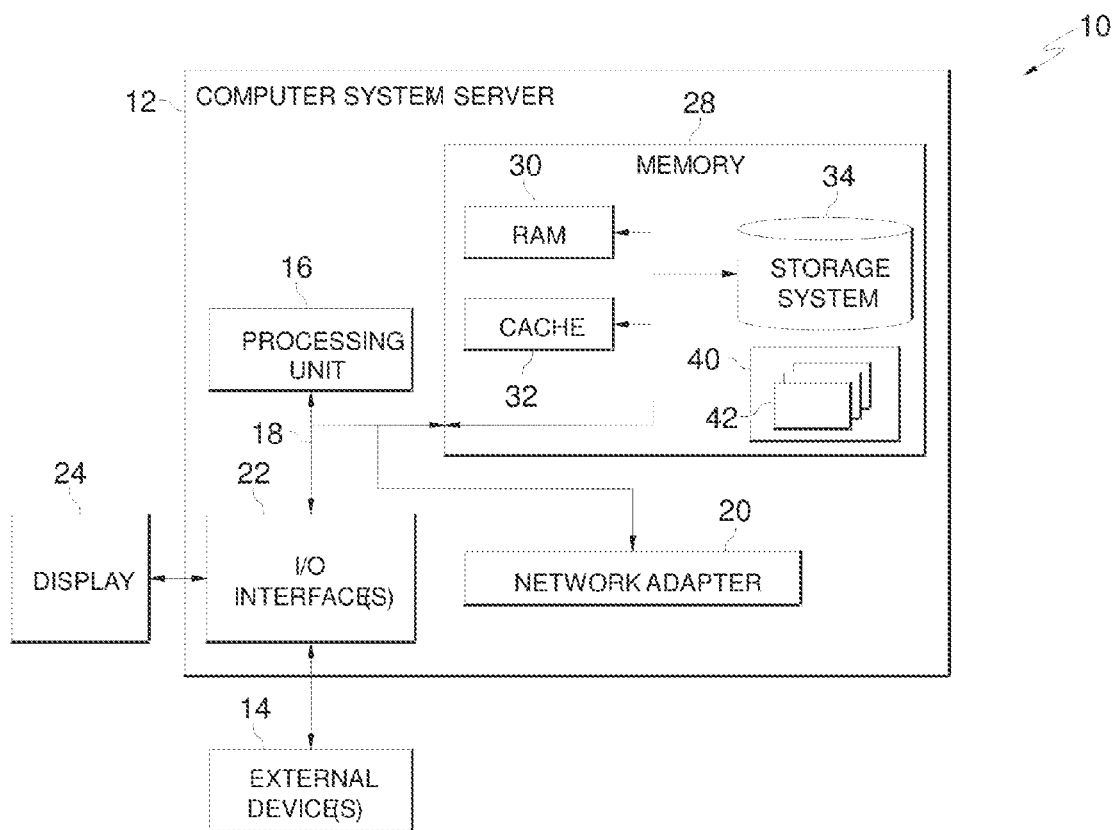 10
12
COMPUTER SYSTEM SERVER
28
MEMORY
30
RAM
34
STORAGE
SYSTEM
16
PROCESSING
UNIT
CACHE
32
40
42
18
24
22
DISPLAY
I/O
INTERFACE(S)
20
NETWORK ADAPTER
14
EXTERNAL
DEVICE(S)